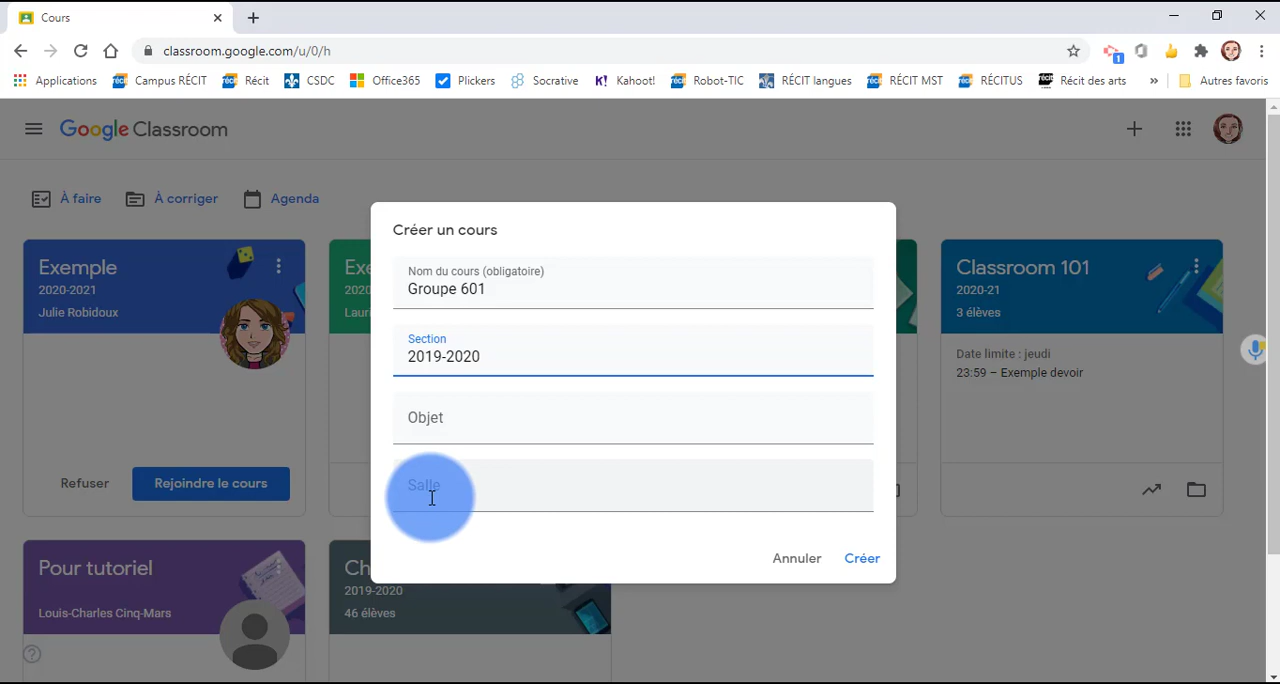 Cours
classroom.google.com/u/0/h
1
Applications
Campus RÉCIT
Récit
CSDC
Office365
Plickers
Socrative
K! Kahoot!
Robot-TIC
RÉCIT langues
RÉCIT MST
RÉCITUS
Récit des arts
»
Autres favoris
Google Classroom
À faire
À corriger
Agenda
Créer un cours
Nom du cours (obligatoire)
Groupe 601
Section
2019-2020
Objet
Salle
Annuler
Créer
Exemple
2020-2021
Julie Robidoux
Refuser
Rejoindre le cours
Classroom 101
2020-21
3 élèves
Date limite : jeudi
23:59 – Exemple devoir
Pour tutoriel
Louis-Charles Cinq-Mars
2019-2020
46 élèves